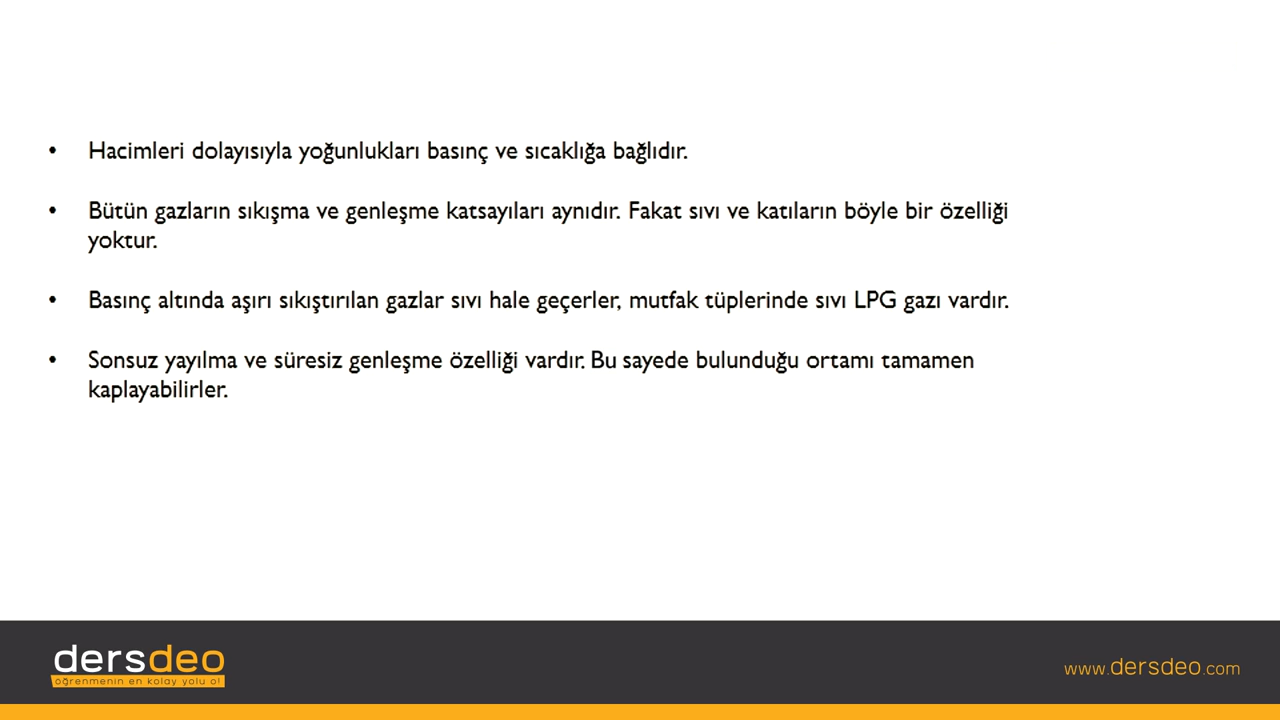 • Hacimleri dolayısıyla yoğunlukları basınç ve sıcaklığa bağlıdır.
• Bütün gazların sıkışma ve genleşme katsayıları aynıdır. Fakat sıvı ve katıların böyle bir özelliği
yoktur.
• Basınç altında aşırı sıkıştırılan gazlar sıvı hale geçerler, mutfak tüplerinde sıvı LPG gazı vardır.
• Sonsuz yayılma ve süresiz genleşme özelliği vardır. Bu sayede bulunduğu ortamı tamamen
kaplayabilirler.
dersdeo
öğrenmenin en kolay yolu o!
www.dersdeo.com